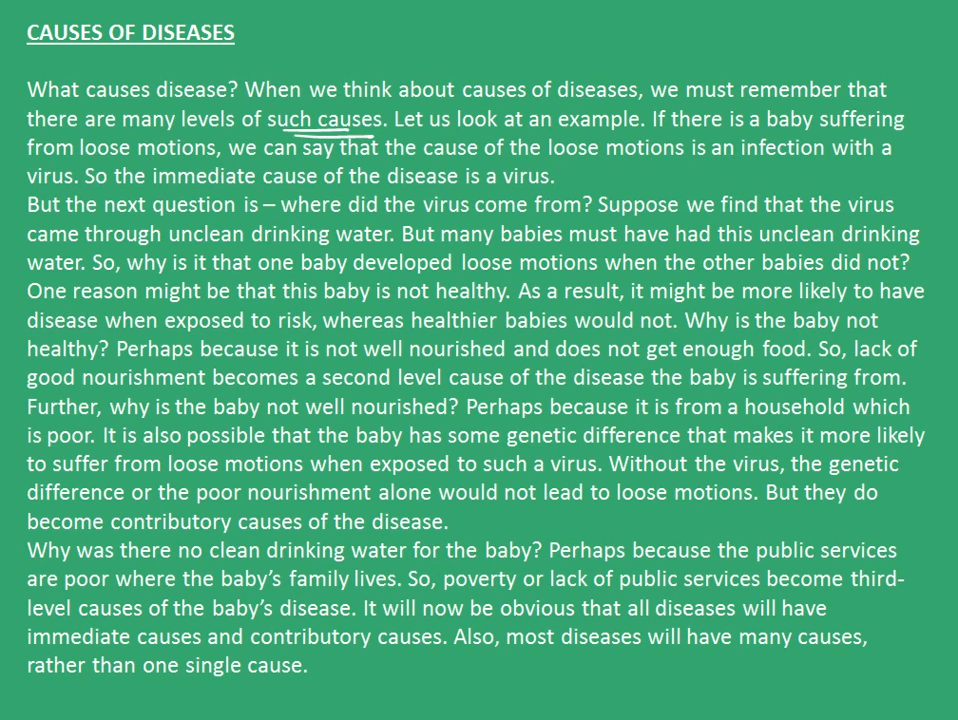 CAUSES OF DISEASES
What causes disease? When we think about causes of diseases, we must remember that
there are many levels of such causes. Let us look at an example. If there is a baby suffering
from loose motions, we can say that the cause of the loose motions is an infection with a
virus. So the immediate cause of the disease is a virus.
But the next question is – where did the virus come from? Suppose we find that the virus
came through unclean drinking water. But many babies must have had this unclean drinking
water. So, why is it that one baby developed loose motions when the other babies did not?
One reason might be that this baby is not healthy. As a result, it might be more likely to have
disease when exposed to risk, whereas healthier babies would not. Why is the baby not
healthy? Perhaps because it is not well nourished and does not get enough food. So, lack of
good nourishment becomes a second level cause of the disease the baby is suffering from.
Further, why is the baby not well nourished? Perhaps because it is from a household which
is poor. It is also possible that the baby has some genetic difference that makes it more likely
to suffer from loose motions when exposed to such a virus. Without the virus, the genetic
difference or the poor nourishment alone would not lead to loose motions. But they do
become contributory causes of the disease.
Why was there no clean drinking water for the baby? Perhaps because the public services
are poor where the baby's family lives. So, poverty or lack of public services become third-
level causes of the baby's disease. It will now be obvious that all diseases will have
immediate causes and contributory causes. Also, most diseases will have many causes,
rather than one single cause.